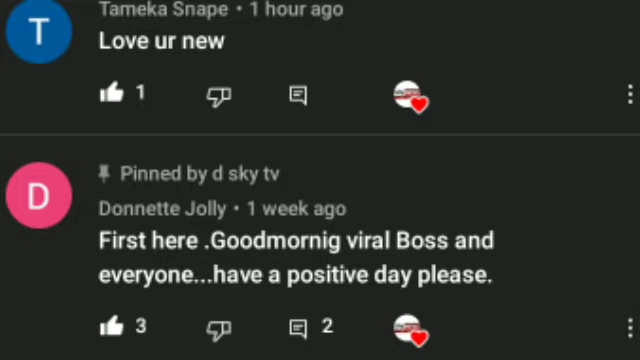 Tameka Snape • 1 hour ago
T
Love ur new
1
Pinned by d sky tv
D
Donnette Jolly • 1 week ago
First here .Goodmornig viral Boss and
everyone...have a positive day please.
3
2